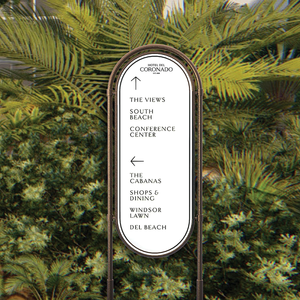 HOTEL DEL
CORONADO
THE VIEWS
SOUTH
BEACH
CONFERENCE
CENTER
THE
CABANAS
SHOPS &
DINING
WINDSOR
LAWN
DEL BEACH